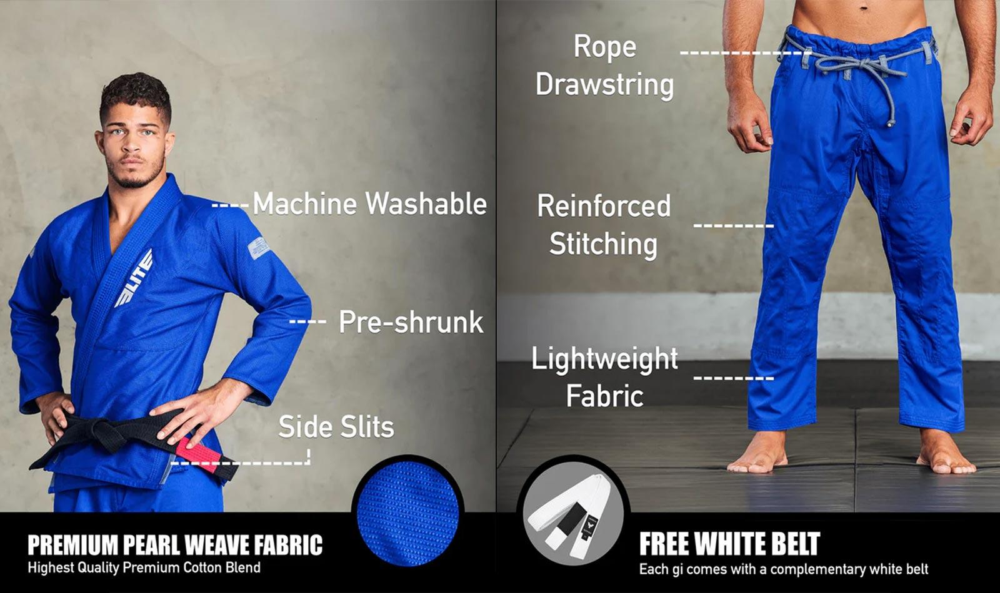 Machine Washable
ELITE
Pre-shrunk
Side Slits
PREMIUM PEARL WEAVE FABRIC
Highest Quality Premium Cotton Blend
Rope
Drawstring
Reinforced
Stitching
Lightweight
Fabric
FREE WHITE BELT
Each gi comes with a complementary white belt